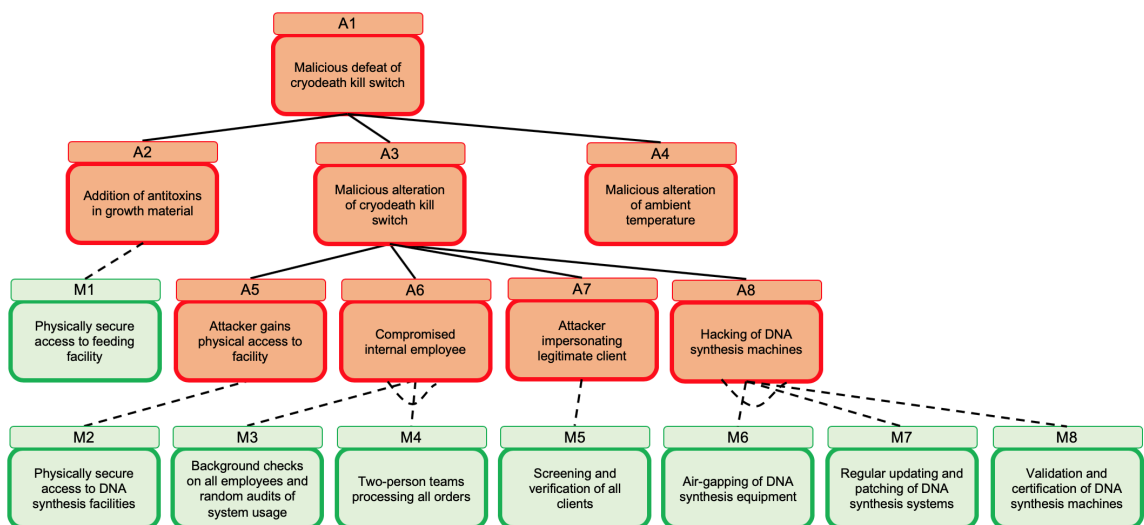 A1
Malicious defeat of
cryodeath kill switch
A2
Addition of antitoxins
in growth material
A3
Malicious alteration
of cryodeath kill
switch
A4
Malicious alteration
of ambient
temperature
M1
Physically secure
access to feeding
facility
A5
Attacker gains
physical access to
facility
A6
Compromised
internal employee
A7
Attacker
impersonating
legitimate client
A8
Hacking of DNA
synthesis machines
M2
Physically secure
access to DNA
synthesis facilities
M3
Background checks
on all employees and
random audits of
system usage
M4
Two-person teams
processing all orders
M5
Screening and
verification of all
clients
M6
Air-gapping of DNA
synthesis equipment
M7
Regular updating and
patching of DNA
synthesis systems
M8
Validation and
certification of DNA
synthesis machines